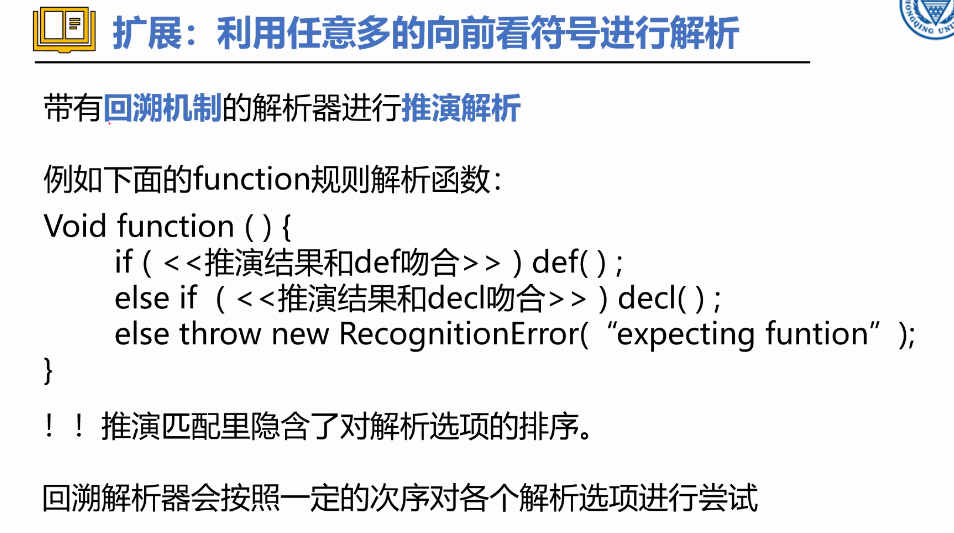 扩展：利用任意多的向前看符号进行解析
带有回溯机制的解析器进行推演解析
例如下面的function规则解析函数：
Void function ( ) {
if ( <<推演结果和def吻合>> ) def( ) ;
else if ( <<推演结果和decl吻合>> ) decl( ) ;
else throw new RecognitionError(“expecting funtion”);
}
！！推演匹配里隐含了对解析选项的排序。
回溯解析器会按照一定的次序对各个解析选项进行尝试